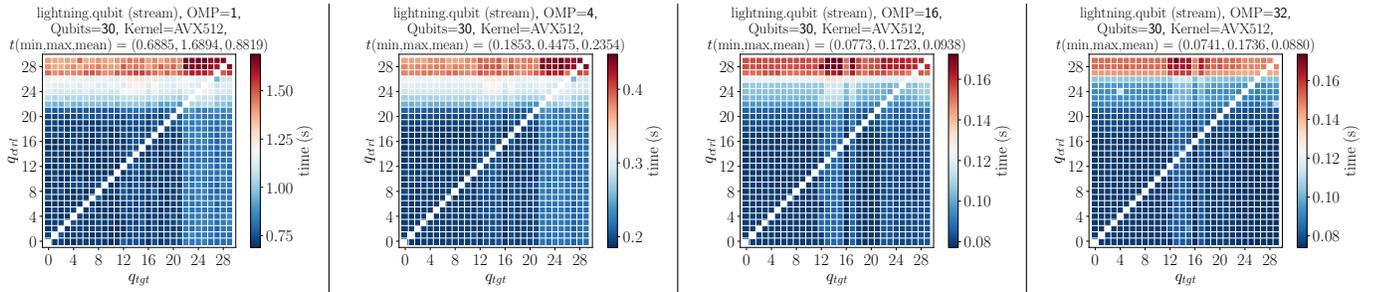 lightning.qubit (stream), OMP=1,
Qubits=30, Kernel=AVX512,
t(min,max,mean) = (0.6885, 1.6894, 0.8819)
28
24
20
16
12
8
4
0
q_ctrl
0 4 8 12 16 20 24 28
q_tgt
1.50
1.25
1.00
0.75
time (s)
lightning.qubit (stream), OMP=4,
Qubits=30, Kernel=AVX512,
t(min,max,mean) = (0.1853, 0.4475, 0.2354)
28
24
20
16
12
8
4
0
q_ctrl
0 4 8 12 16 20 24 28
q_tgt
0.4
0.3
0.2
time (s)
lightning.qubit (stream), OMP=16,
Qubits=30, Kernel=AVX512,
t(min,max,mean) = (0.0773, 0.1723, 0.0938)
28
24
20
16
12
8
4
0
q_ctrl
0 4 8 12 16 20 24 28
q_tgt
0.16
0.14
0.12
0.10
0.08
time (s)
lightning.qubit (stream), OMP=32,
Qubits=30, Kernel=AVX512,
t(min,max,mean) = (0.0741, 0.1736, 0.0880)
28
24
20
16
12
8
4
0
q_ctrl
0 4 8 12 16 20 24 28
q_tgt
0.16
0.14
0.12
0.10
0.08
time (s)